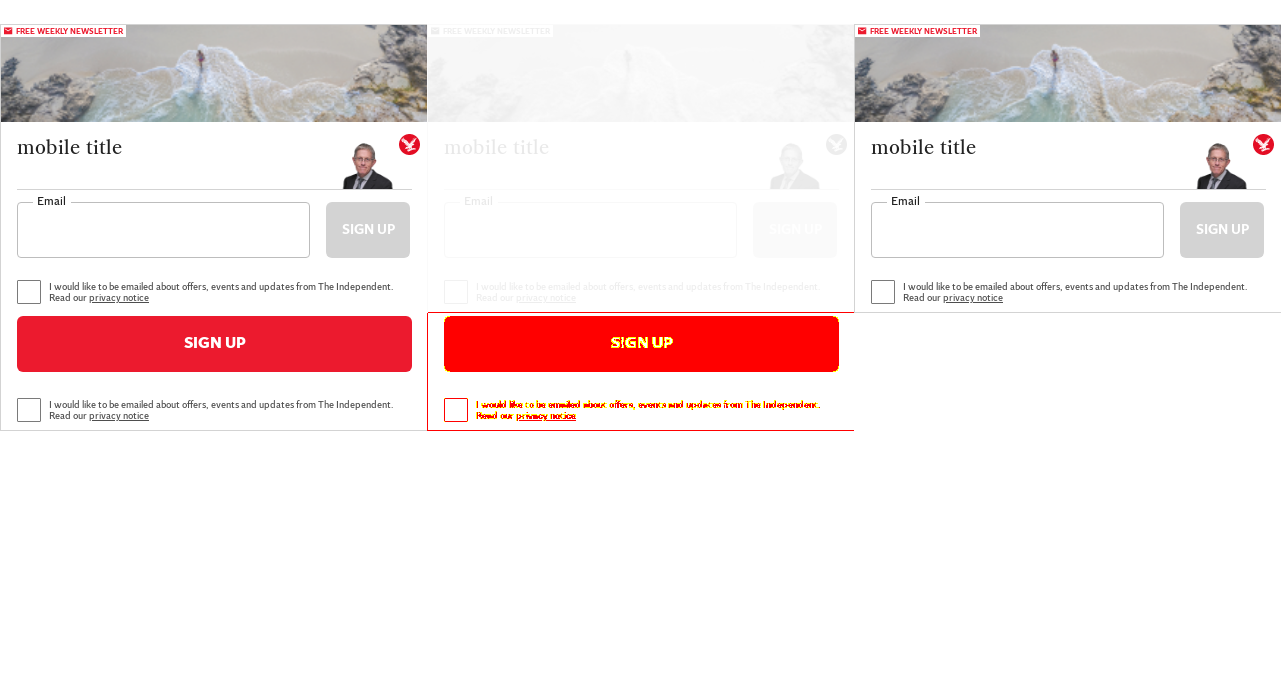 FREE WEEKLY NEWSLETTER
mobile title
Email
SIGN UP
I would like to be emailed about offers, events and updates from The Independent.
Read our privacy notice
SIGN UP
I would like to be emailed about offers, events and updates from The Independent.
Read our privacy notice
FREE WEEKLY NEWSLETTER
mobile title
Email
SIGN UP
I would like to be emailed about offers, events and updates from The Independent.
Read our privacy notice
SIGN UP
I would like to be emailed about offers, events and updates from The Independent.
Read our privacy notice
FREE WEEKLY NEWSLETTER
mobile title
Email
SIGN UP
I would like to be emailed about offers, events and updates from The Independent.
Read our privacy notice